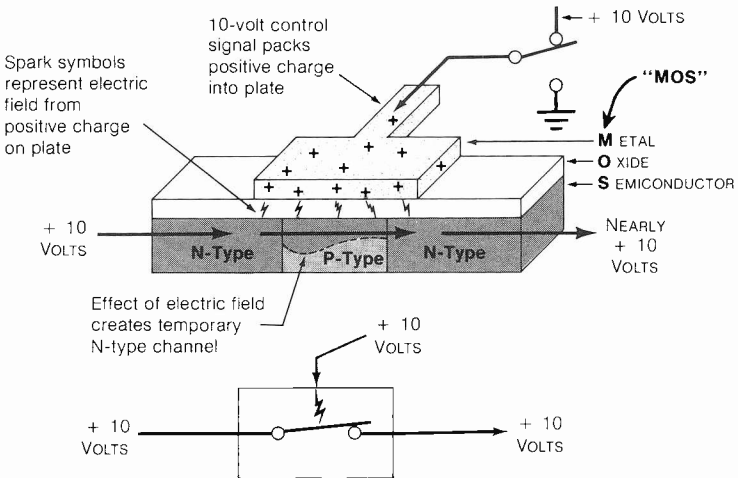 + 10 VOLTS
10-volt control
signal packs
positive charge
into plate
Spark symbols
represent electric
field from
positive charge
on plate
"MOS"
METAL
OXIDE
SEMICONDUCTOR
+ 10
VOLTS
N-Type
P-Type
N-Type
NEARLY
+ 10
VOLTS
Effect of electric field
creates temporary
N-type channel
+ 10
VOLTS
+ 10
VOLTS
+ 10
VOLTS